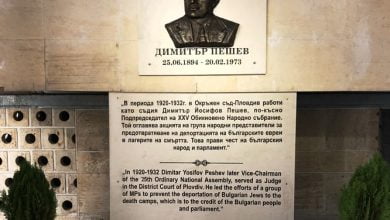 ДИМИТЪР ПЕШЕВ
25.06.1894 - 20.02.1973
„В периода 1920-1932г. в Окръжен съд-Пловдив работи
като съдия Димитър Йосифов Пешев, по-късно
Подпредседател на XXV Обикновено Народно събрание.
Той оглавява акцията на група народни представители за
предотвратяване на депортацията на българските евреи
в лагерите на смъртта. Това прави чест на българския
народ и парламент."
"In 1920-1932 Dimitar Yosifov Peshev later Vice-Chairman
of the 25th Ordinary National Assembly, served as Judge
in the District Court of Plovdiv. He led the efforts of a group
of MPs to prevent the deportation of Bulgarian Jews to the
death camps, which is to the credit of the Bulgarian people
and parliament."